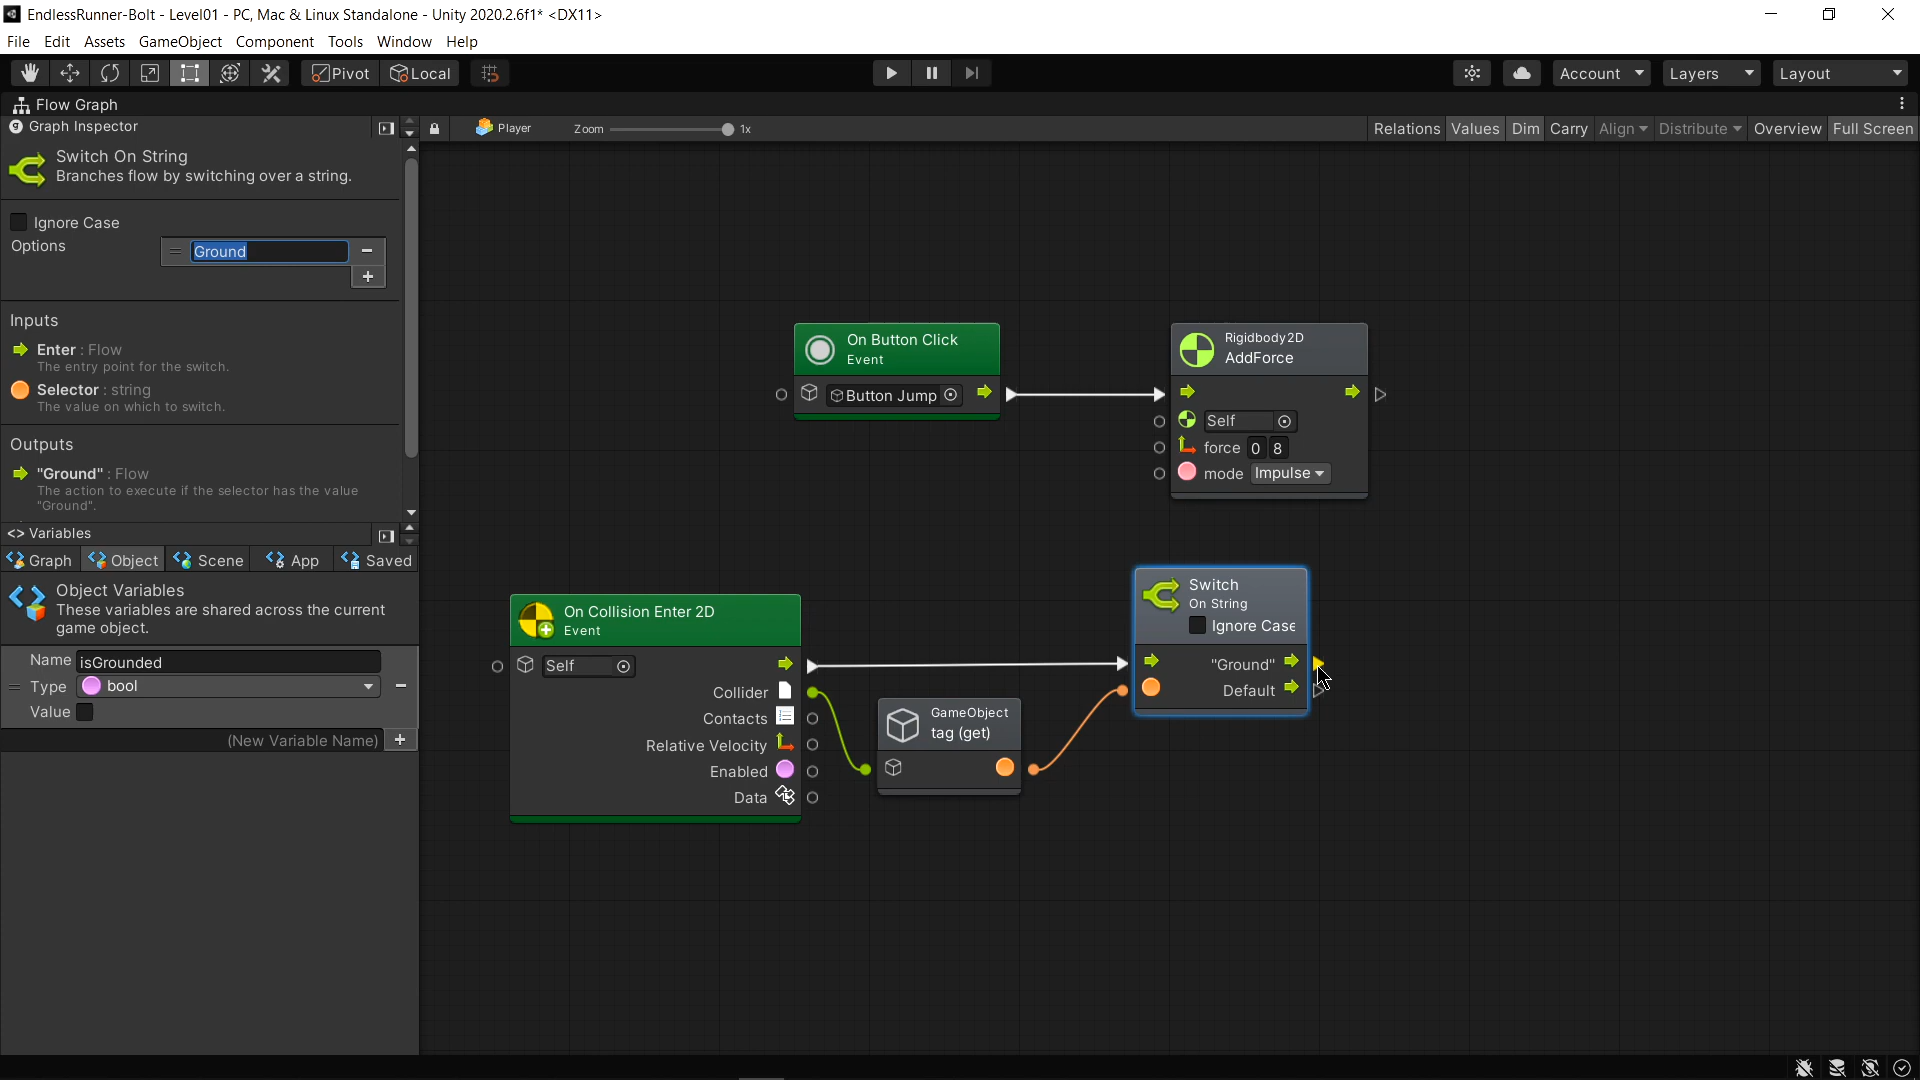 EndlessRunner-Bolt - Level01 - PC, Mac & Linux Standalone - Unity 2020.2.6f1* <DX11>
File Edit Assets GameObject Component Tools Window Help
Pivot Local Account Layers Layout
Flow Graph
Graph Inspector Player Zoom 1x Relations Values Dim Carry Align Distribute Overview Full Screen
Switch On String
Branches flow by switching over a string.
Ignore Case
Options Ground
Inputs
Enter : Flow
The entry point for the switch.
Selector : string
The value on which to switch.
Outputs
"Ground" : Flow
The action to execute if the selector has the value
"Ground".
<> Variables
Graph Object Scene App Saved
Object Variables
These variables are shared across the current
game object.
Name isGrounded
Type bool
Value
(New Variable Name)
On Button Click
Event
Button Jump
Rigidbody2D
AddForce
Self
force 0 8
mode Impulse
On Collision Enter 2D
Event
Self
Collider
Contacts
Relative Velocity
Enabled
Data
GameObject
tag (get)
Switch
On String
Ignore Case
"Ground"
Default